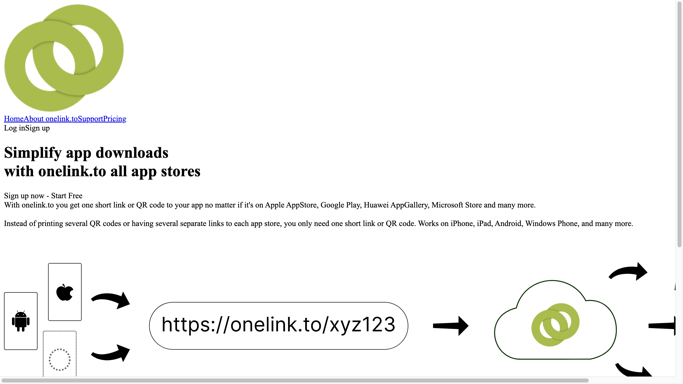 HomeAbout onelink.toSupportPricing
Log inSign up
Simplify app downloads
with onelink.to all app stores
Sign up now - Start Free
With onelink.to you get one short link or QR code to your app no matter if it's on Apple AppStore, Google Play, Huawei AppGallery, Microsoft Store and many more.
Instead of printing several QR codes or having several separate links to each app store, you only need one short link or QR code. Works on iPhone, iPad, Android, Windows Phone, and many more.
https://onelink.to/xyz123